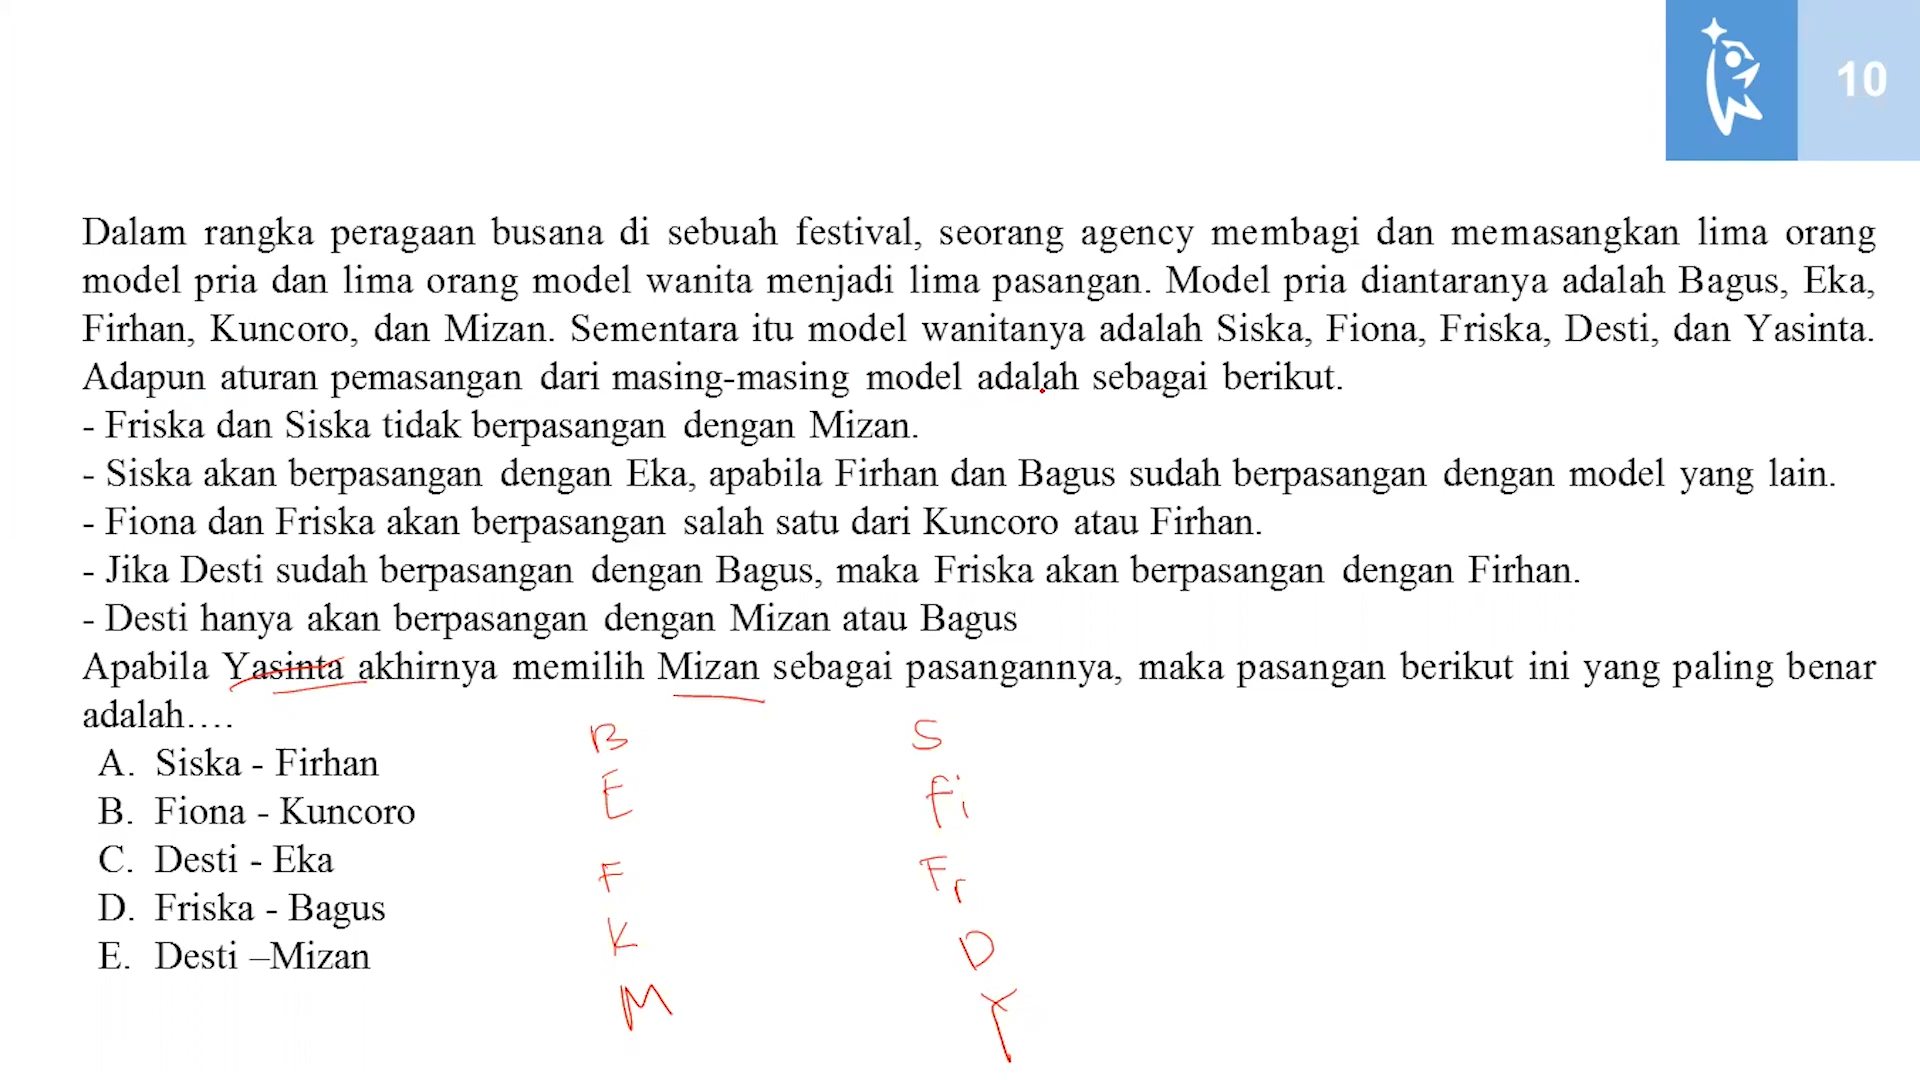 10
Dalam rangka peragaan busana di sebuah festival, seorang agency membagi dan memasangkan lima orang
model pria dan lima orang model wanita menjadi lima pasangan. Model pria diantaranya adalah Bagus, Eka,
Firhan, Kuncoro, dan Mizan. Sementara itu model wanitanya adalah Siska, Fiona, Friska, Desti, dan Yasinta.
Adapun aturan pemasangan dari masing-masing model adalah sebagai berikut.
- Friska dan Siska tidak berpasangan dengan Mizan.
- Siska akan berpasangan dengan Eka, apabila Firhan dan Bagus sudah berpasangan dengan model yang lain.
- Fiona dan Friska akan berpasangan salah satu dari Kuncoro atau Firhan.
- Jika Desti sudah berpasangan dengan Bagus, maka Friska akan berpasangan dengan Firhan.
- Desti hanya akan berpasangan dengan Mizan atau Bagus
Apabila Yasinta akhirnya memilih Mizan sebagai pasangannya, maka pasangan berikut ini yang paling benar
adalah….
A. Siska - Firhan
B. Fiona - Kuncoro
C. Desti - Eka
D. Friska - Bagus
E. Desti –Mizan
B S
E Fi
F Fr
K D
M Y